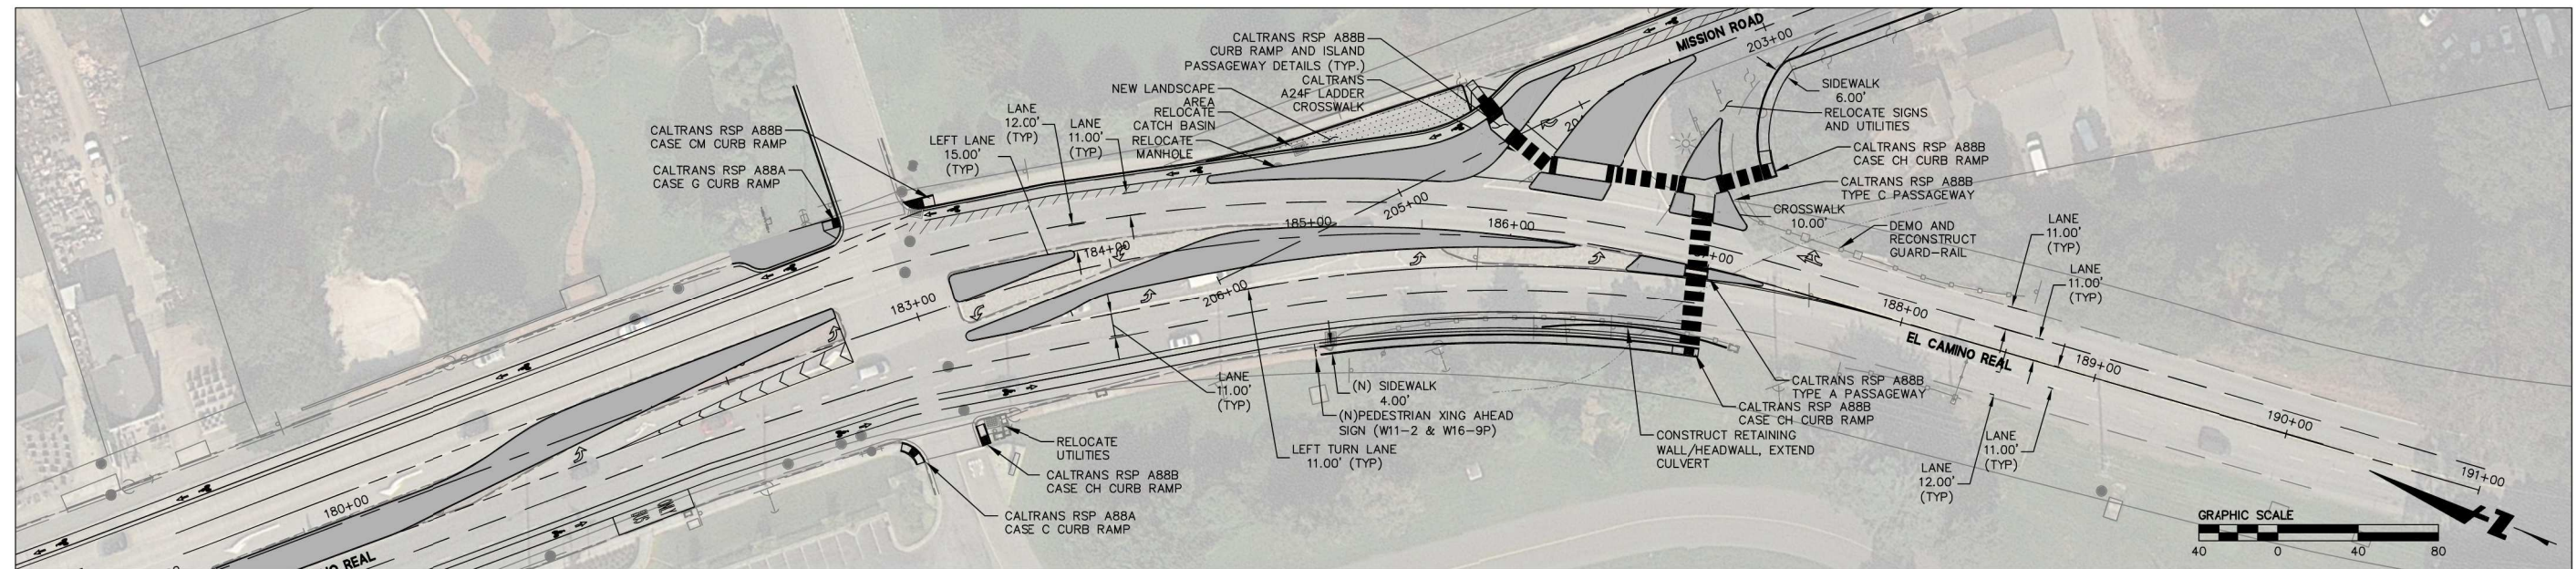 MISSION ROAD
203+00
CALTRANS RSP A88B
CURB RAMP AND ISLAND
PASSAGEWAY DETAILS (TYP.)
CALTRANS
A24F LADDER
CROSSWALK
NEW LANDSCAPE
AREA
RELOCATE
CATCH BASIN
RELOCATE
MANHOLE
LANE
12.00'
(TYP)
LANE
11.00'
(TYP)
LEFT LANE
15.00'
(TYP)
CALTRANS RSP A88B
CASE CM CURB RAMP
CALTRANS RSP A88A
CASE G CURB RAMP
SIDEWALK
6.00'
RELOCATE SIGNS
AND UTILITIES
CALTRANS RSP A88B
CASE CH CURB RAMP
CALTRANS RSP A88B
TYPE C PASSAGEWAY
CROSSWALK
10.00'
DEMO AND
RECONSTRUCT
GUARD-RAIL
LANE
11.00'
(TYP)
LANE
11.00'
(TYP)
180+00
183+00
184+00
185+00
205+00
186+00
206+00
188+00
189+00
190+00
191+00
EL CAMINO REAL
LANE
11.00'
(TYP)
(N) SIDEWALK
4.00'
(N)PEDESTRIAN XING AHEAD
SIGN (W11-2 & W16-9P)
LEFT TURN LANE
11.00' (TYP)
CALTRANS RSP A88B
TYPE A PASSAGEWAY
CALTRANS RSP A88B
CASE CH CURB RAMP
CONSTRUCT RETAINING
WALL/HEADWALL, EXTEND
CULVERT
LANE
11.00'
(TYP)
LANE
12.00'
(TYP)
RELOCATE
UTILITIES
CALTRANS RSP A88B
CASE CH CURB RAMP
CALTRANS RSP A88A
CASE C CURB RAMP
BUS
ONLY
REAL
GRAPHIC SCALE
40 0 40 80
Z